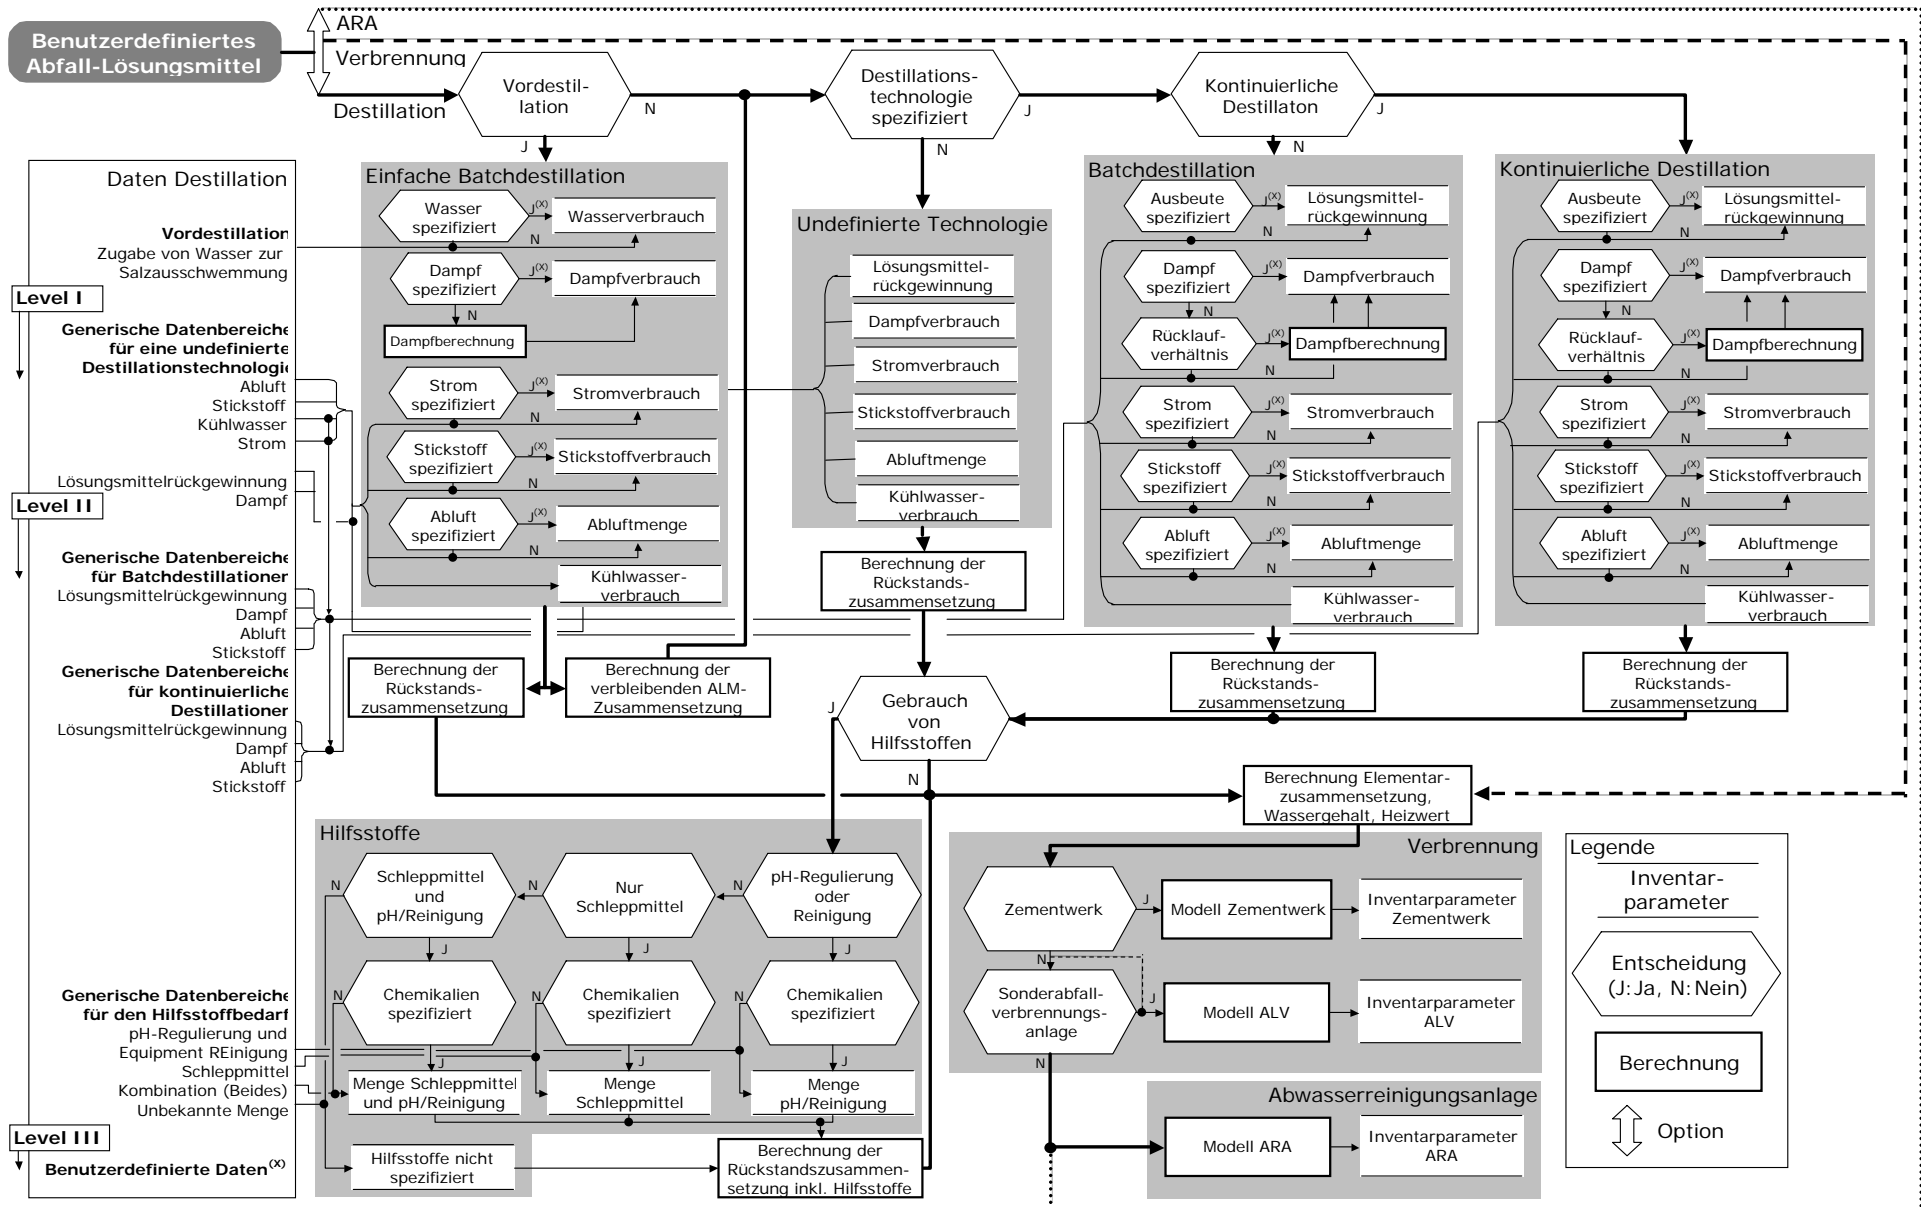 Benutzerdefiniertes
Abfall-Lösungsmittel
ARA
Verbrennung
Destillation
Vordestil-
lation
N
J
Destillations-
technologie
spezifiziert
J
N
Kontinuierliche
Destillaton
J
N
Daten Destillation
Vordestillation
Zugabe von Wasser zur
Salzausschwemmung
Level I
Generische Datenbereiche
für eine undefinierte
Destillationstechnologie
Abluft
Stickstoff
Kühlwasser
Strom
Lösungsmittelrückgewinnung
Dampf
Level II
Generische Datenbereiche
für Batchdestillationen
Lösungsmittelrückgewinnung
Dampf
Abluft
Stickstoff
Generische Datenbereiche
für kontinuierliche
Destillationen
Lösungsmittelrückgewinnung
Dampf
Abluft
Stickstoff
Generische Datenbereiche
für den Hilfsstoffbedarf
pH-Regulierung und
Equipment REinigung
Schleppmittel
Kombination (Beides)
Unbekannte Menge
Level III
Benutzerdefinierte Daten(X)
Einfache Batchdestillation
Wasser
spezifiziert
J(X)
Wasserverbrauch
N
Dampf
spezifiziert
J(X)
Dampfverbrauch
N
Dampfberechnung
Strom
spezifiziert
J(X)
Stromverbrauch
N
Stickstoff
spezifiziert
J(X)
Stickstoffverbrauch
N
Abluft
spezifiziert
J(X)
Abluftmenge
N
Kühlwasser-
verbrauch
Berechnung der
Rückstands-
zusammensetzung
Berechnung der
verbleibenden ALM-
Zusammensetzung
Undefinierte Technologie
Lösungsmittel-
rückgewinnung
Dampfverbrauch
Stromverbrauch
Stickstoffverbrauch
Abluftmenge
Kühlwasser-
verbrauch
Berechnung der
Rückstands-
zusammensetzung
Batchdestillation
Ausbeute
spezifiziert
J(X)
Lösungsmittel-
rückgewinnung
N
Dampf
spezifiziert
J(X)
Dampfverbrauch
N
Rücklauf-
verhältnis
J(X)
Dampfberechnung
N
Strom
spezifiziert
J(X)
Stromverbrauch
N
Stickstoff
spezifiziert
J(X)
Stickstoffverbrauch
N
Abluft
spezifiziert
J(X)
Abluftmenge
N
Kühlwasser-
verbrauch
Berechnung der
Rückstands-
zusammensetzung
Kontinuierliche Destillation
Ausbeute
spezifiziert
J(X)
Lösungsmittel-
rückgewinnung
N
Dampf
spezifiziert
J(X)
Dampfverbrauch
N
Rücklauf-
verhältnis
J(X)
Dampfberechnung
N
Strom
spezifiziert
J(X)
Stromverbrauch
N
Stickstoff
spezifiziert
J(X)
Stickstoffverbrauch
N
Abluft
spezifiziert
J(X)
Abluftmenge
N
Kühlwasser-
verbrauch
Berechnung der
Rückstands-
zusammensetzung
Gebrauch
von
Hilfsstoffen
J
N
Berechnung Elementar-
zusammensetzung,
Wassergehalt, Heizwert
Hilfsstoffe
Schleppmittel
und
pH/Reinigung
N
J
Nur
Schleppmittel
N
J
pH-Regulierung
oder
Reinigung
N
J
Chemikalien
spezifiziert
N
J
Chemikalien
spezifiziert
N
J
Chemikalien
spezifiziert
N
J
Menge Schleppmittel
und pH/Reinigung
Menge
Schleppmittel
Menge
pH/Reinigung
Hilfsstoffe nicht
spezifiziert
Berechnung der
Rückstandszusammen-
setzung inkl. Hilfsstoffe
Verbrennung
Zementwerk
J
N
Modell Zementwerk
Inventarparameter
Zementwerk
Sonderabfall-
verbrennungs-
anlage
J
N
Modell ALV
Inventarparameter
ALV
Abwasserreinigungsanlage
Modell ARA
Inventarparameter
ARA
Legende
Inventar-
parameter
Entscheidung
(J:Ja, N:Nein)
Berechnung
Option